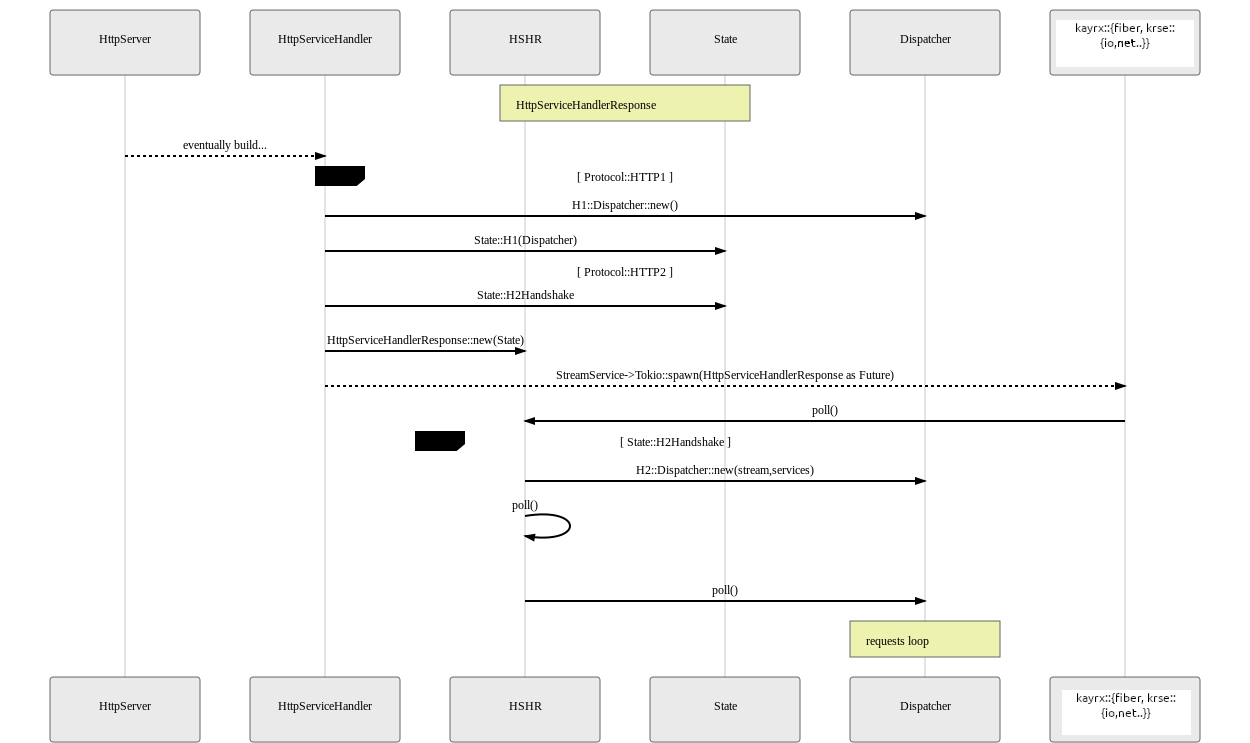 HttpServer
HttpServiceHandler
HSHR
State
Dispatcher
kayrx::{fiber, krse::
{io,net..}}
HttpServiceHandlerResponse
eventually build...
[ Protocol::HTTP1 ]
H1::Dispatcher::new()
State::H1(Dispatcher)
[ Protocol::HTTP2 ]
State::H2Handshake
HttpServiceHandlerResponse::new(State)
StreamService->Tokio::spawn(HttpServiceHandlerResponse as Future)
poll()
[ State::H2Handshake ]
H2::Dispatcher::new(stream,services)
poll()
poll()
requests loop
HttpServer
HttpServiceHandler
HSHR
State
Dispatcher
kayrx::{fiber, krse::
{io,net..}}